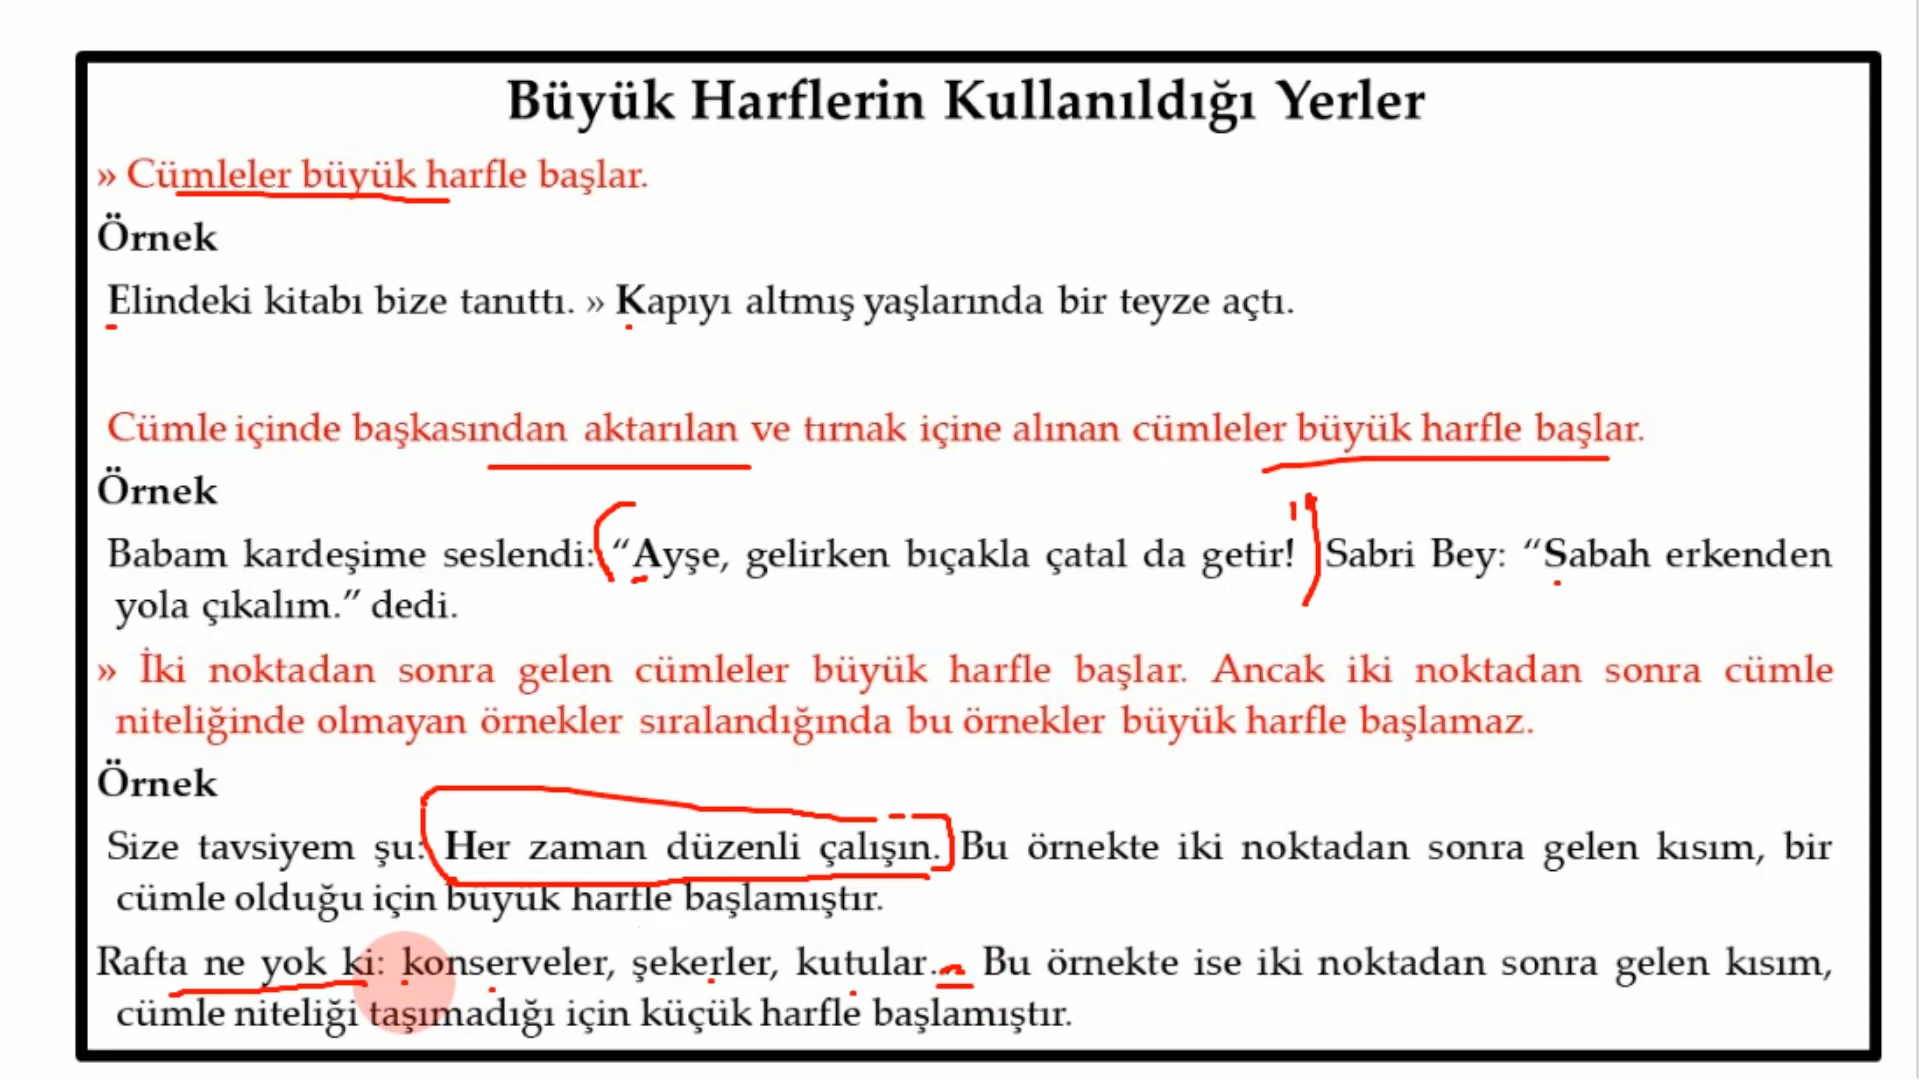 Büyük Harflerin Kullanıldığı Yerler
» Cümleler büyük harfle başlar.
Örnek
Elindeki kitabı bize tanıttı. » Kapıyı altmış yaşlarında bir teyze açtı.
Cümle içinde başkasından aktarılan ve tırnak içine alınan cümleler büyük harfle başlar.
Örnek
Babam kardeşime seslendi: “Ayşe, gelirken bıçakla çatal da getir! " Sabri Bey: “Sabah erkenden
yola çıkalım.” dedi.
» İki noktadan sonra gelen cümleler büyük harfle başlar. Ancak iki noktadan sonra cümle
niteliğinde olmayan örnekler sıralandığında bu örnekler büyük harfle başlamaz.
Örnek
Size tavsiyem şu: Her zaman düzenli çalışın. Bu örnekte iki noktadan sonra gelen kısım, bir
cümle olduğu için büyük harfle başlamıştır.
Rafta ne yok ki: konserveler, şekerler, kutular... Bu örnekte ise iki noktadan sonra gelen kısım,
cümle niteliği taşımadığı için küçük harfle başlamıştır.